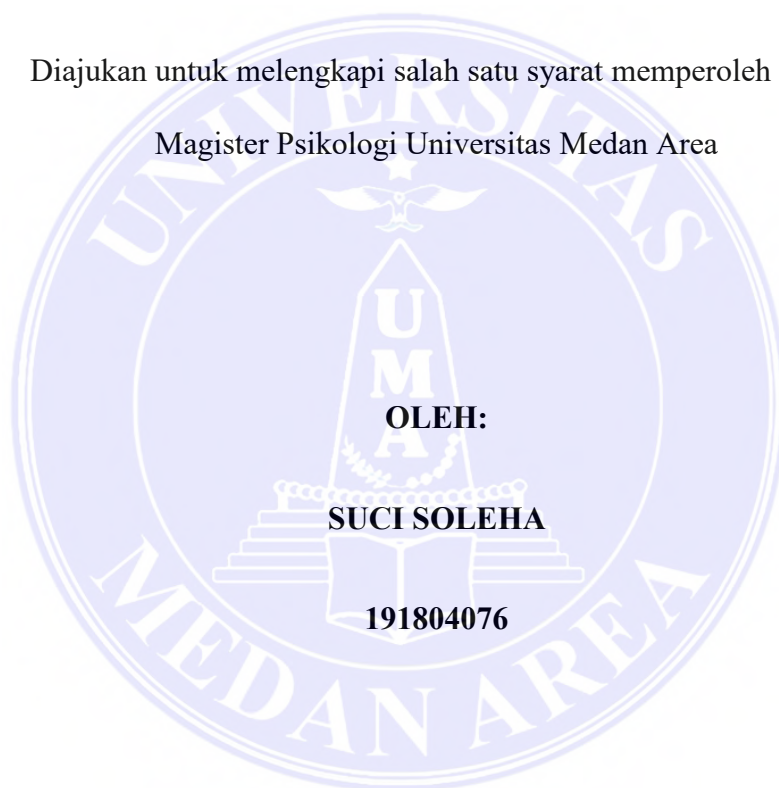 Diajukan untuk melengkapi salah satu syarat memperoleh
Magister Psikologi Universitas Medan Area
UNIVERSITAS
UMA
OLEH:
SUCI SOLEHA
191804076
MEDAN AREA